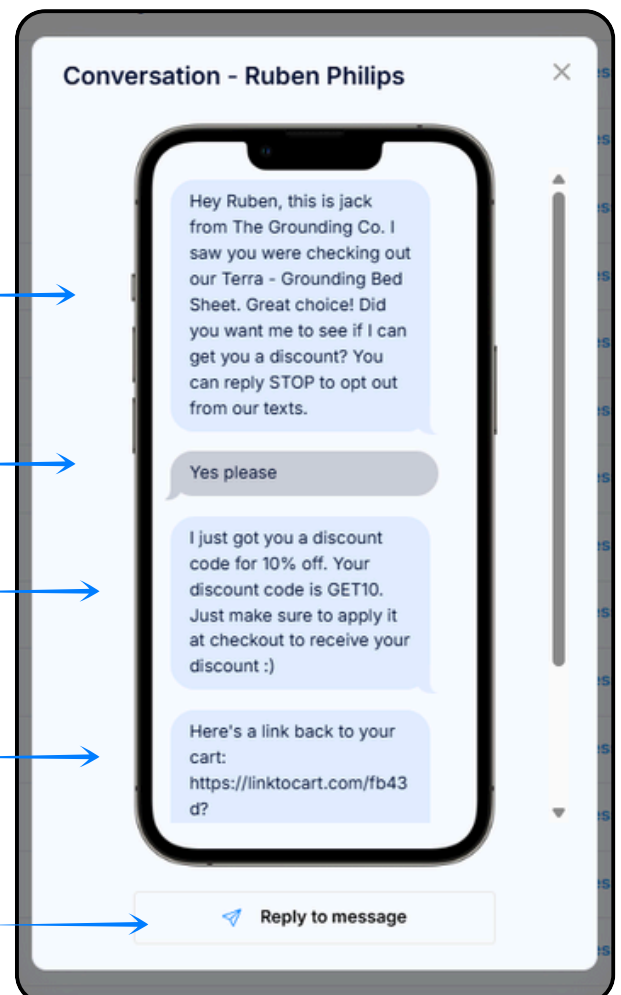 Conversation - Ruben Philips
Hey Ruben, this is jack
from The Grounding Co. I
saw you were checking out
our Terra - Grounding Bed
Sheet. Great choice! Did
you want me to see if I can
get you a discount? You
can reply STOP to opt out
from our texts.
Yes please
I just got you a discount
code for 10% off. Your
discount code is GET10.
Just make sure to apply it
at checkout to receive your
discount :)
Here's a link back to your
cart:
https://linktocart.com/fb43
d?
Reply to message